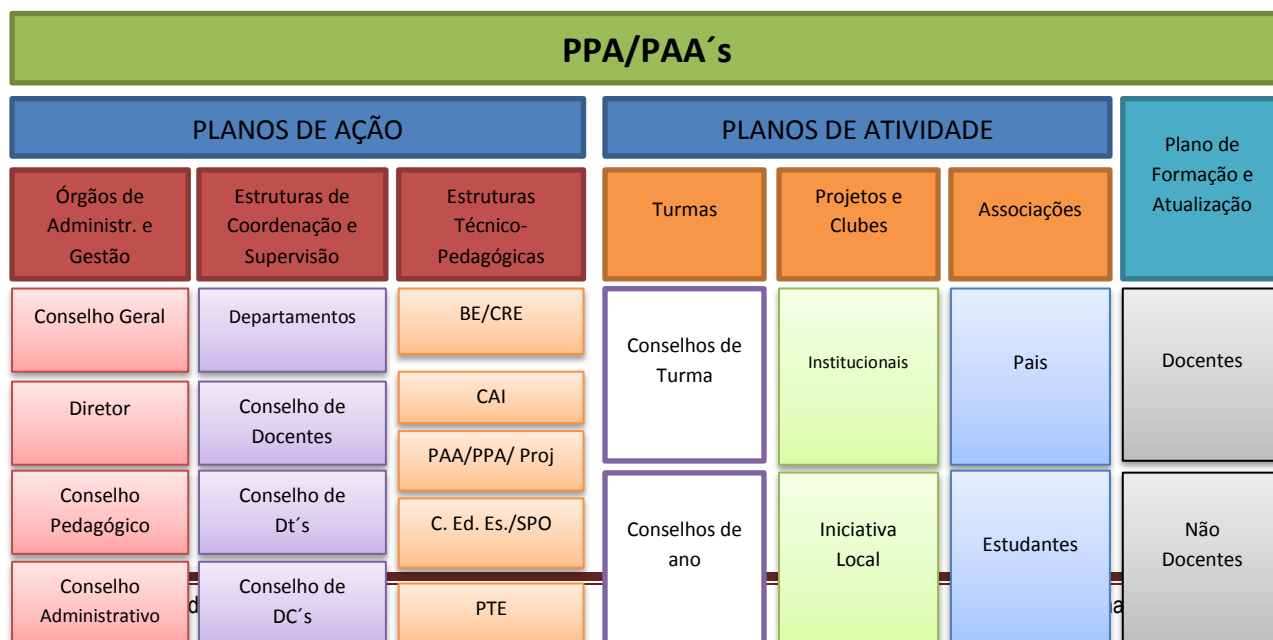 PPA/PAA´s
PLANOS DE AÇÃO
PLANOS DE ATIVIDADE
Plano de
Formação e
Atualização
Órgãos de
Administr. e
Gestão
Estruturas de
Coordenação e
Supervisão
Estruturas
Técnico-
Pedagógicas
Turmas
Projetos e
Clubes
Associações
Conselho Geral
Diretor
Conselho
Pedagógico
Conselho
Administrativo
Departamentos
Conselho de
Docentes
Conselho de
Dt´s
Conselho de
DC´s
BE/CRE
CAI
PAA/PPA/ Proj
C. Ed. Es./SPO
PTE
Conselhos de
Turma
Conselhos de
ano
Institucionais
Iniciativa
Local
Pais
Estudantes
Docentes
Não
Docentes